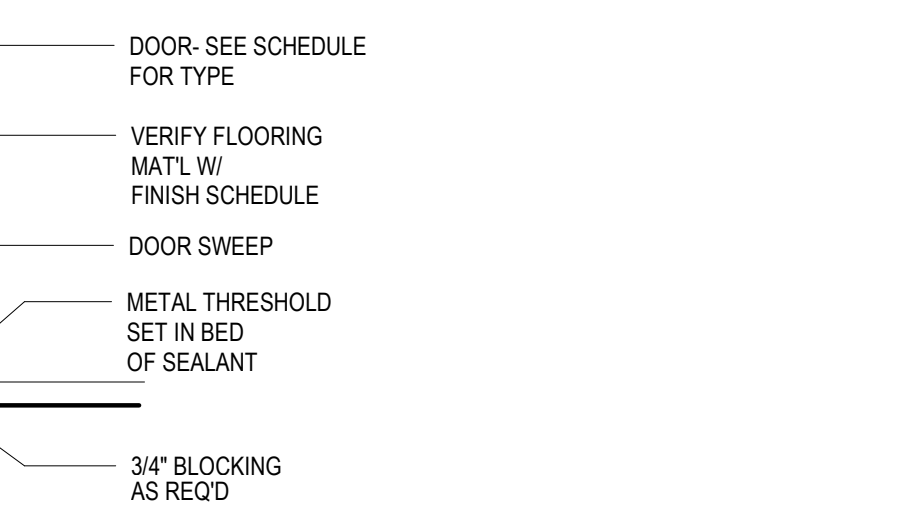 DOOR- SEE SCHEDULE
FOR TYPE
VERIFY FLOORING
MAT'L W/
FINISH SCHEDULE
DOOR SWEEP
METAL THRESHOLD
SET IN BED
OF SEALANT
3/4" BLOCKING
AS REQ'D